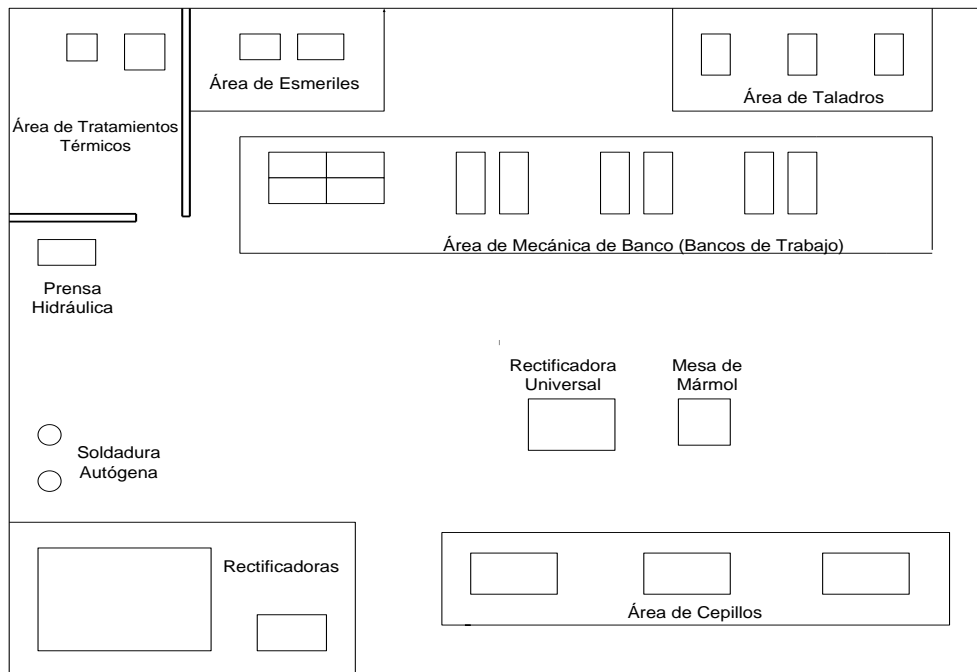 Área de Esmeriles
Área de Taladros
Área de Tratamientos
Térmicos
Área de Mecánica de Banco (Bancos de Trabajo)
Prensa
Hidráulica
Rectificadora
Universal
Mesa de
Mármol
Soldadura
Autógena
Rectificadoras
Área de Cepillos